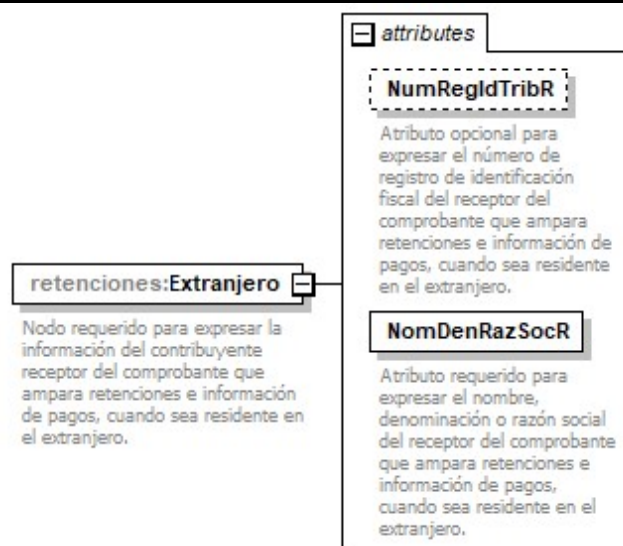 attributes
NumRegIdTribR
Atributo opcional para
expresar el número de
registro de identificación
fiscal del receptor del
comprobante que ampara
retenciones e información de
pagos, cuando sea residente
en el extranjero.
retenciones:Extranjero
Nodo requerido para expresar la
información del contribuyente
receptor del comprobante que
ampara retenciones e información
de pagos, cuando sea residente en
el extranjero.
NomDenRazSocR
Atributo requerido para
expresar el nombre,
denominación o razón social
del receptor del comprobante
que ampara retenciones e
información de pagos,
cuando sea residente en el
extranjero.